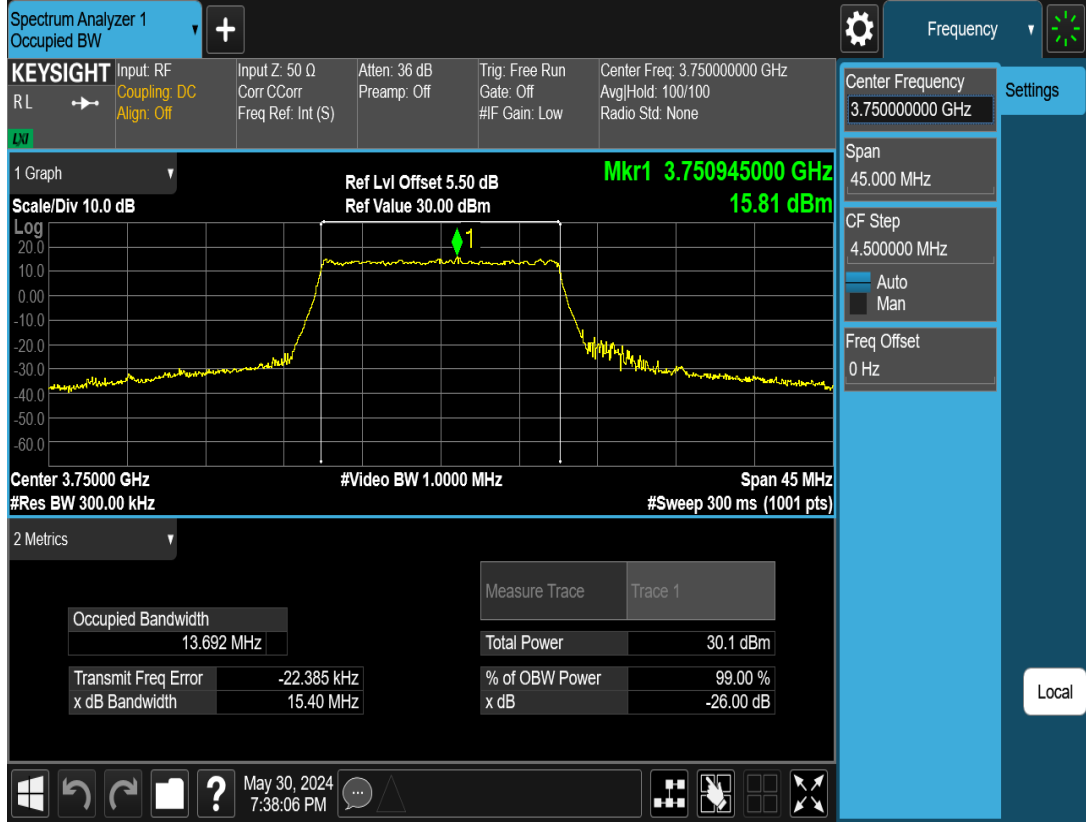 Spectrum Analyzer 1
Occupied BW
Frequency
KEYSIGHT
R L
LXI
Input: RF
Coupling: DC
Align: Off
Input Z: 50 Ω
Corr CCorr
Freq Ref: Int (S)
Atten: 36 dB
Preamp: Off
Trig: Free Run
Gate: Off
#IF Gain: Low
Center Freq: 3.750000000 GHz
Avg|Hold: 100/100
Radio Std: None
Center Frequency
3.750000000 GHz
Settings
Span
45.000 MHz
CF Step
4.500000 MHz
Auto
Man
Freq Offset
0 Hz
Local
1 Graph
Scale/Div 10.0 dB
Ref Lvl Offset 5.50 dB
Ref Value 30.00 dBm
Mkr1 3.750945000 GHz
15.81 dBm
Log
1
20.0
10.0
0.00
-10.0
-20.0
-30.0
-40.0
-50.0
-60.0
Center 3.75000 GHz
#Video BW 1.0000 MHz
Span 45 MHz
#Res BW 300.00 kHz
#Sweep 300 ms (1001 pts)
2 Metrics
Measure Trace
Trace 1
Occupied Bandwidth
13.692 MHz
Total Power
30.1 dBm
Transmit Freq Error
-22.385 kHz
% of OBW Power
99.00 %
x dB Bandwidth
15.40 MHz
x dB
-26.00 dB
?
May 30, 2024
7:38:06 PM